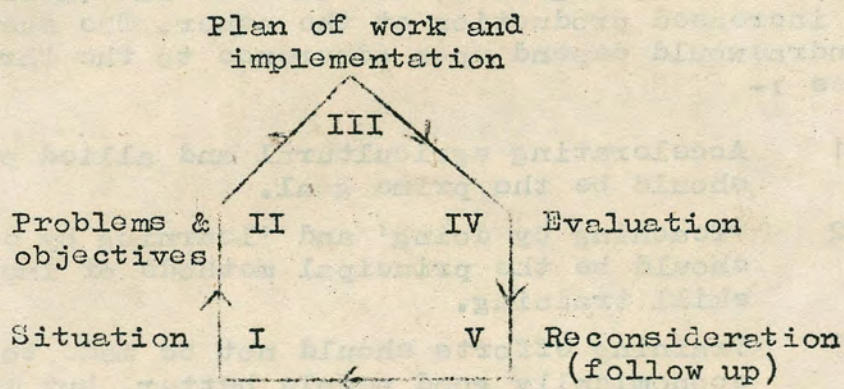 Plan of work and
implementation
III
Problems & II IV Evaluation
objectives
Situation I V Reconsideration
(follow up)